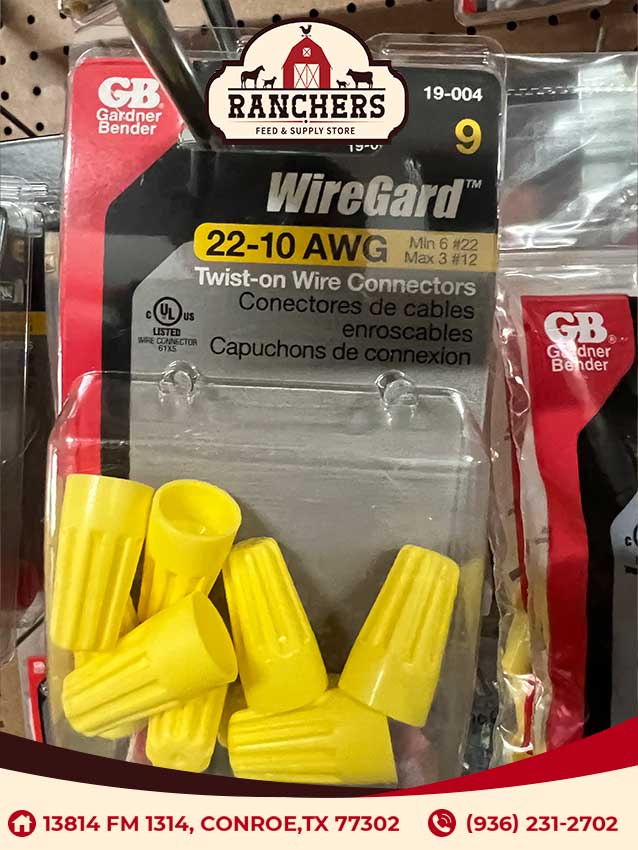 RANCHERS
FEED & SUPPLY STORE
GB
Gardner
Bender
19-004
9
WireGard™
22-10 AWG
Min 6 #22
Max 3 #12
Twist-on Wire Connectors
Conectores de cables
enroscables
Capuchons de connexion
C UL US
LISTED
WIRE CONNECTOR
61X5
GB
Gardner
Bender
13814 FM 1314, CONROE,TX 77302
(936) 231-2702